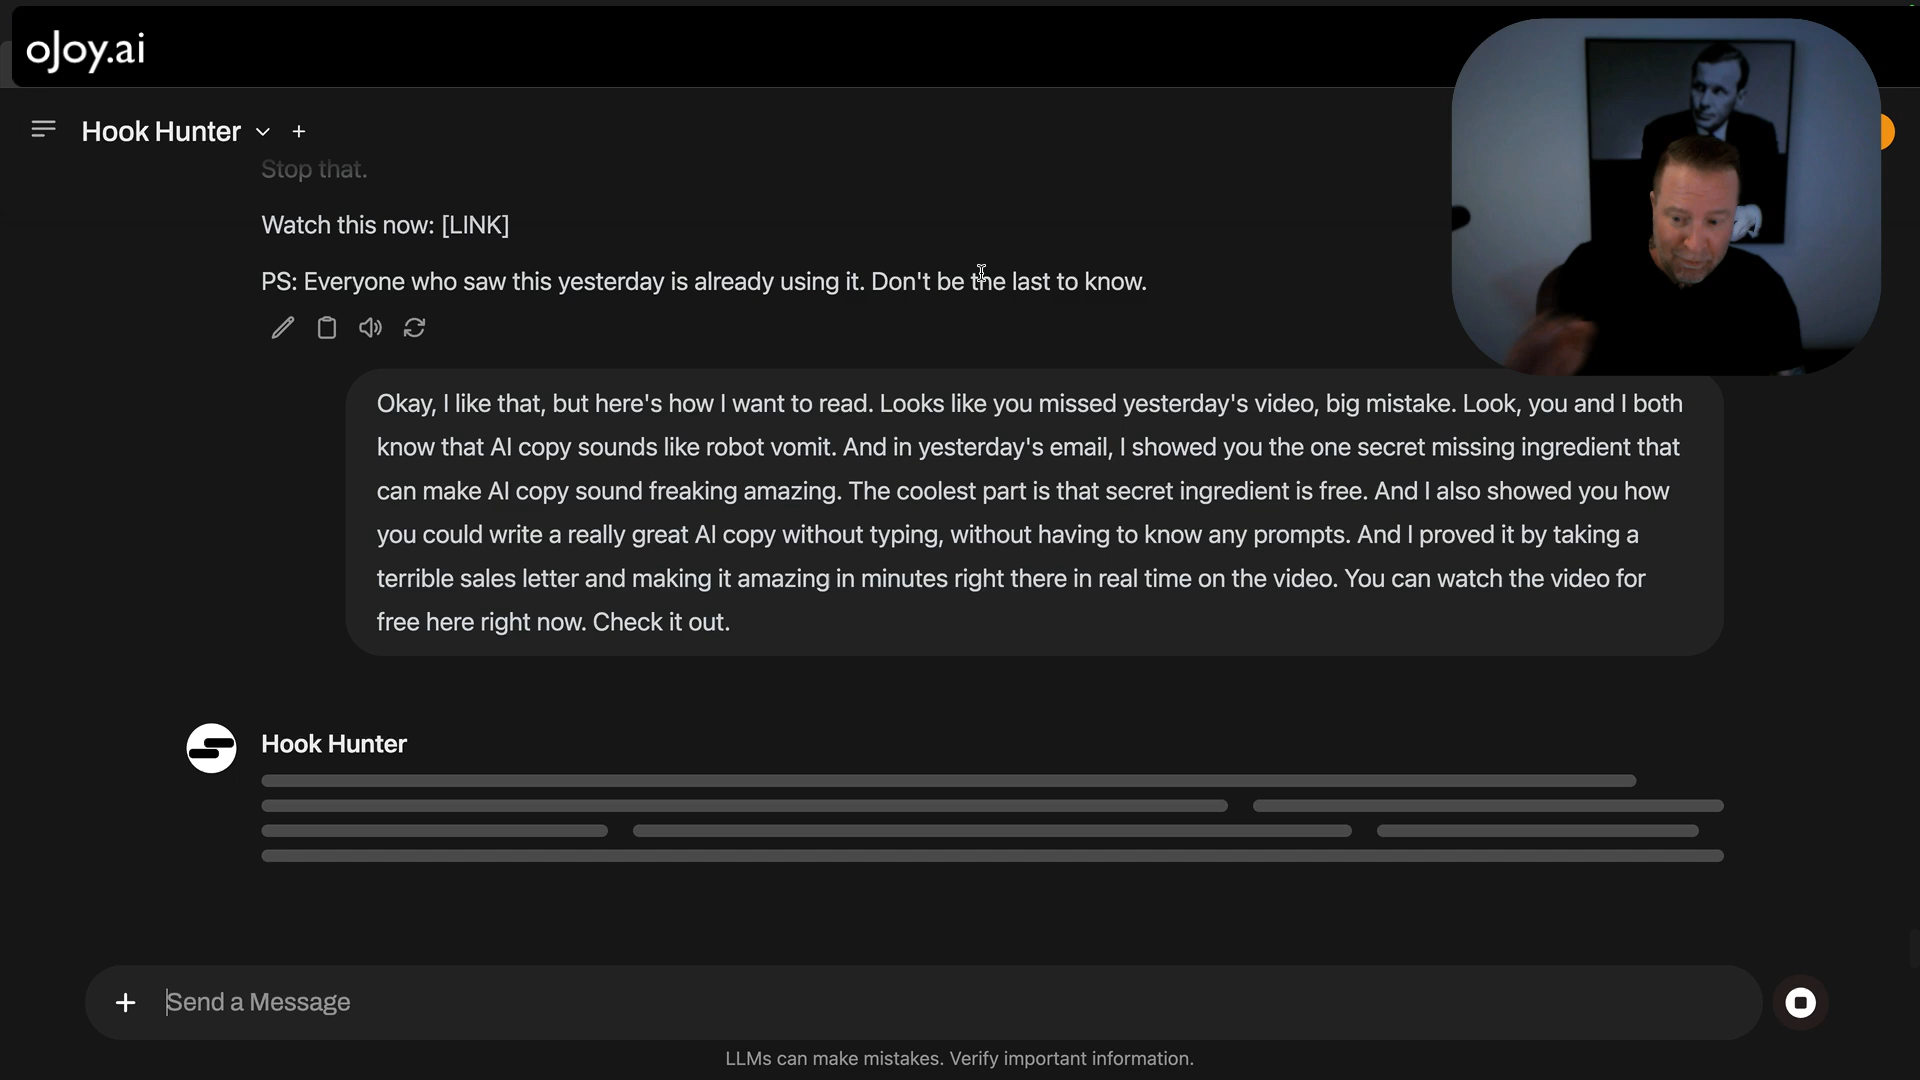 oJoy.ai
Hook Hunter
Stop that.
Watch this now: [LINK]
PS: Everyone who saw this yesterday is already using it. Don't be the last to know.
Okay, I like that, but here's how I want to read. Looks like you missed yesterday's video, big mistake. Look, you and I both
know that AI copy sounds like robot vomit. And in yesterday's email, I showed you the one secret missing ingredient that
can make AI copy sound freaking amazing. The coolest part is that secret ingredient is free. And I also showed you how
you could write a really great AI copy without typing, without having to know any prompts. And I proved it by taking a
terrible sales letter and making it amazing in minutes right there in real time on the video. You can watch the video for
free here right now. Check it out.
Hook Hunter
Send a Message
LLMs can make mistakes. Verify important information.